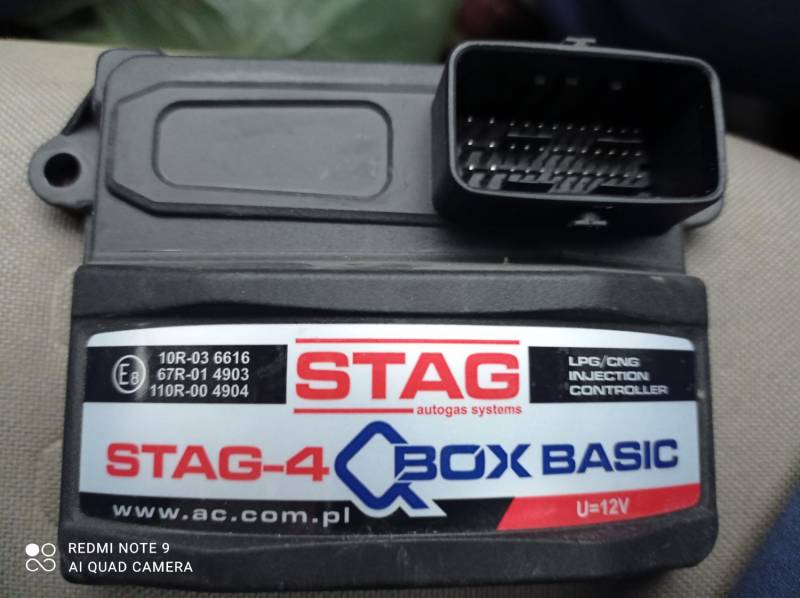 E8
10R-03 6616
67R-01 4903
110R-00 4904
STAG
autogas systems
LPG/CNG
INJECTION
CONTROLLER
STAG-4 QBOX BASIC
www.ac.com.pl
U=12V
REDMI NOTE 9
AI QUAD CAMERA